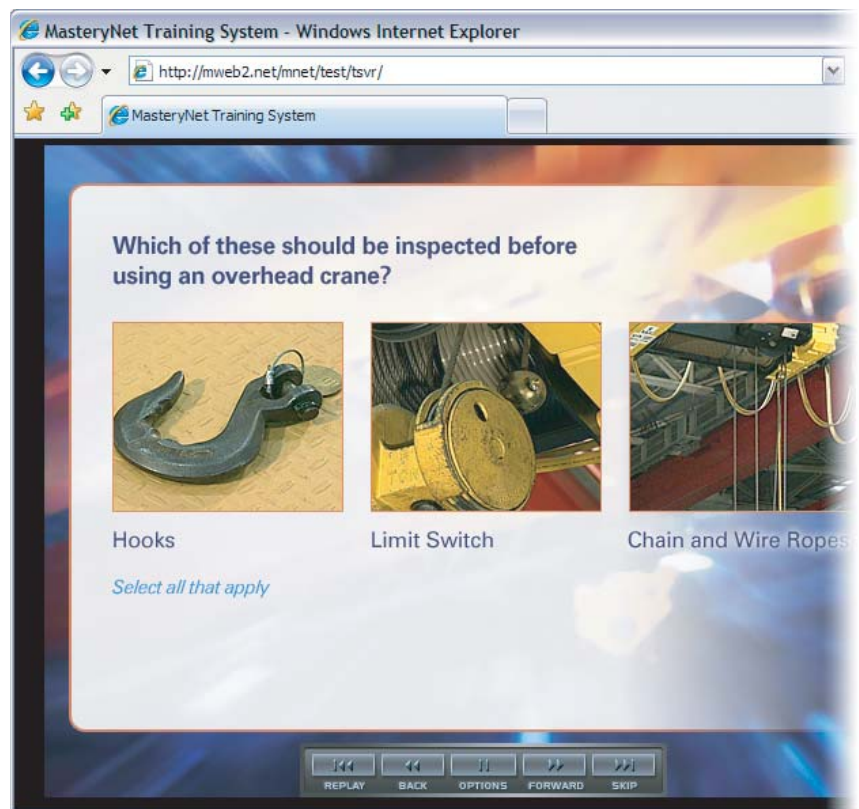 MasteryNet Training System - Windows Internet Explorer
http://mweb2.net/mnet/test/tsvr/
MasteryNet Training System
Which of these should be inspected before
using an overhead crane?
Hooks
Limit Switch
Chain and Wire Ropes
Select all that apply
REPLAY BACK OPTIONS FORWARD SKIP